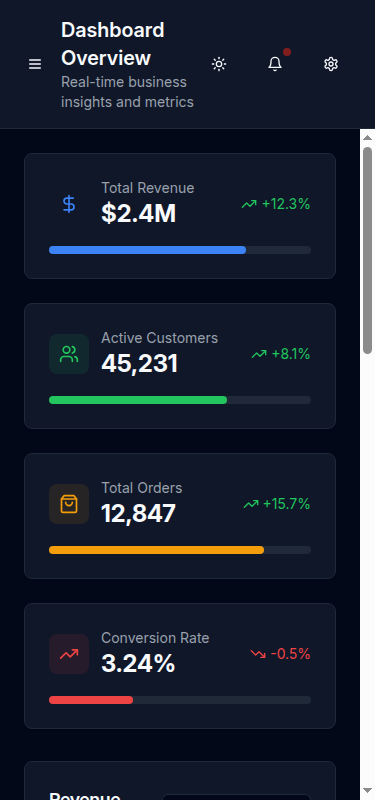 Dashboard
Overview
Real-time business
insights and metrics
Total Revenue
$2.4M
+12.3%
Active Customers
45,231
+8.1%
Total Orders
12,847
+15.7%
Conversion Rate
3.24%
-0.5%
Revenue